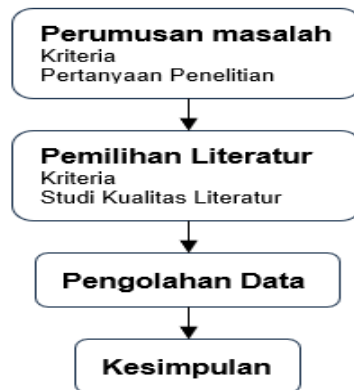 Perumusan masalah
Kriteria
Pertanyaan Penelitian
Pemilihan Literatur
Kriteria
Studi Kualitas Literatur
Pengolahan Data
Kesimpulan